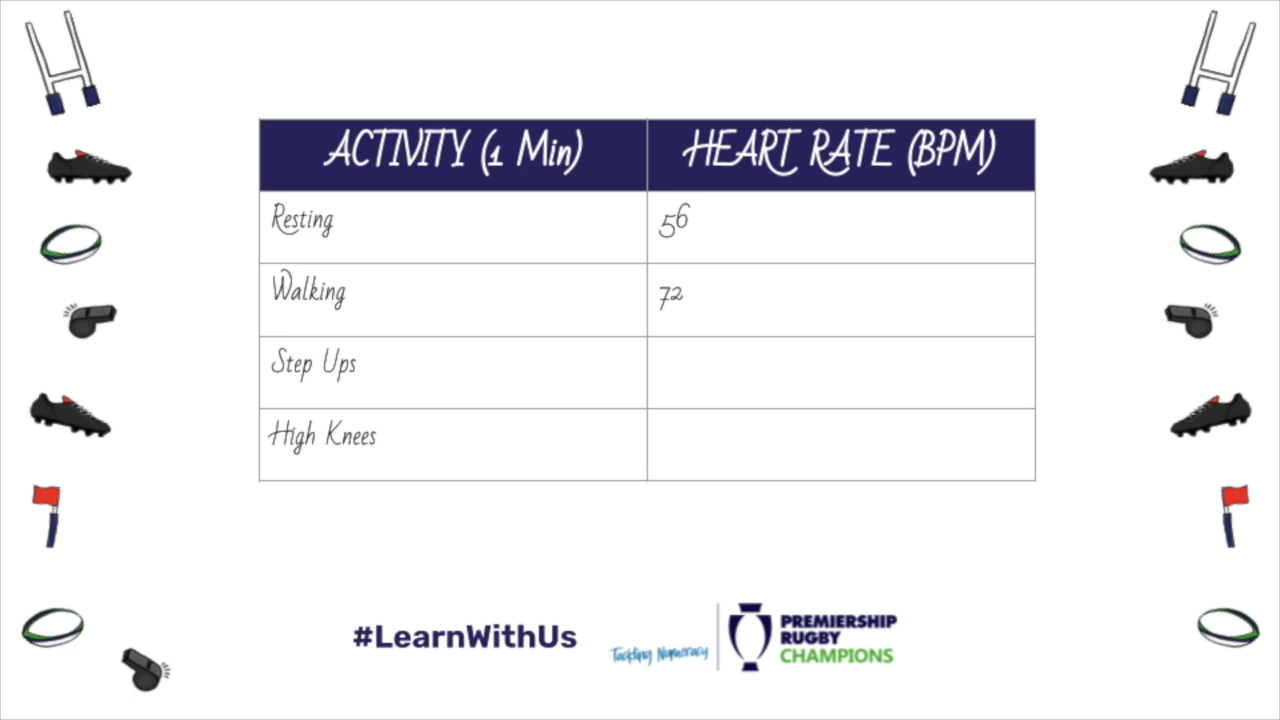 ACTIVITY (1 Min) HEART RATE (BPM)
Resting 56
Walking 72
Step Ups
High Knees
#LearnWithUs
Tackling Numeracy
PREMIERSHIP
RUGBY
CHAMPIONS